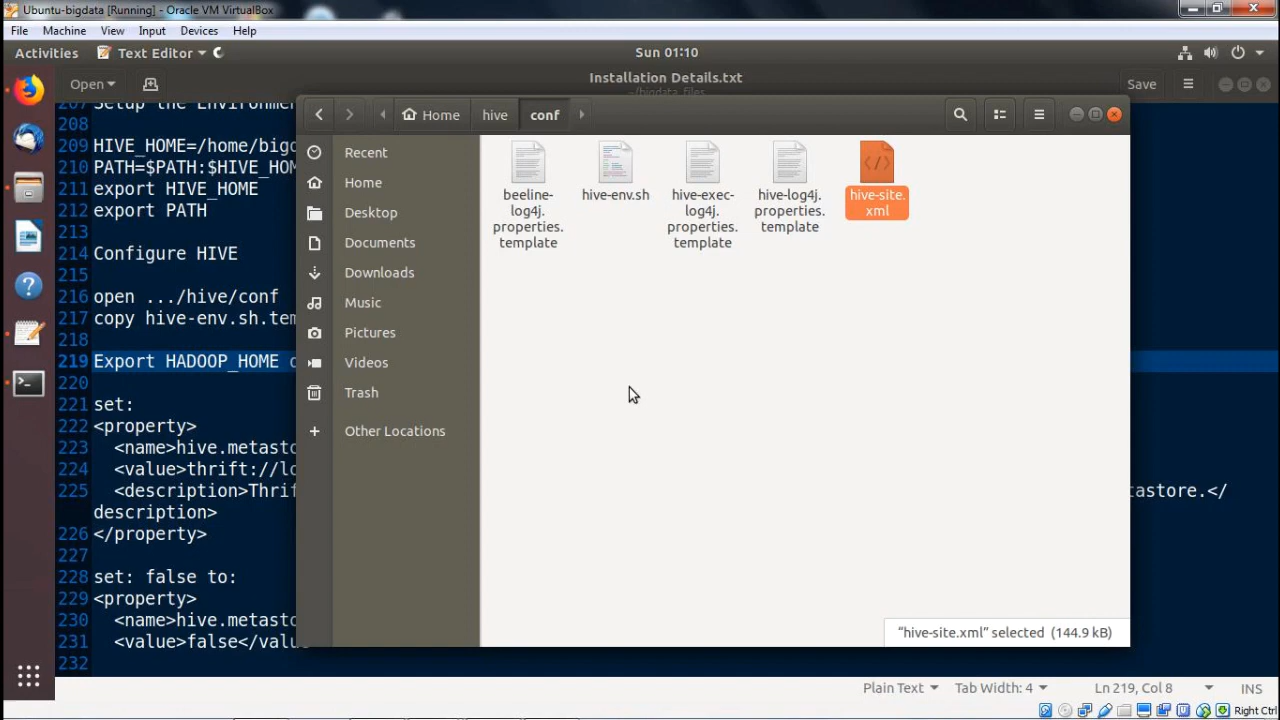 Ubuntu-bigdata [Running] - Oracle VM VirtualBox
File Machine View Input Devices Help
Activities Text Editor Sun 01:10
Open Installation Details.txt Save
~/bigdata_files
207 Setup the Environmen
208
209 HIVE_HOME=/home/bigd
210 PATH=$PATH:$HIVE_HOM
211 export HIVE_HOME
212 export PATH
213
214 Configure HIVE
215
216 open .../hive/conf
217 copy hive-env.sh.tem
218
219 Export HADOOP_HOME
220
221 set:
222 <property>
223 <name>hive.metasto
224 <value>thrift://lo
225 <description>Thrif tastore.</
description>
226 </property>
227
228 set: false to:
229 <property>
230 <name>hive.metasto
231 <value>false</value
232
Home hive conf
Recent
Home
Desktop
Documents
Downloads
Music
Pictures
Videos
Trash
Other Locations
beeline-
log4j.
properties.
template
hive-env.sh
hive-exec-
log4j.
properties.
template
hive-log4j.
properties.
template
hive-site.
xml
"hive-site.xml" selected (144.9 kB)
Plain Text Tab Width: 4 Ln 219, Col 8 INS
Right Ctrl